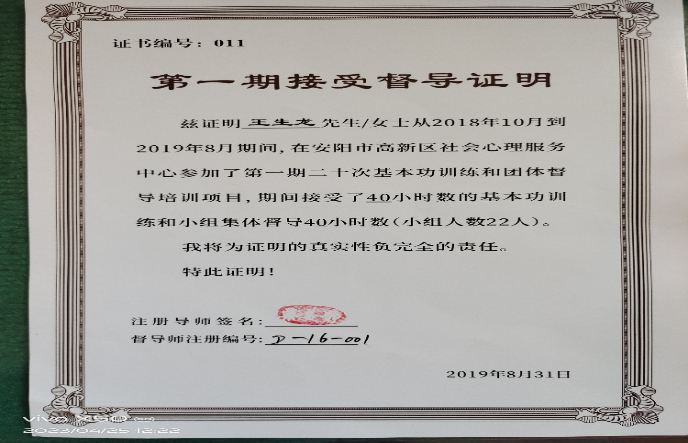 证书编号：011
第一期接受督导证明
兹证明王生龙先生/女士从2018年10月到
2019年8月期间，在安阳市高新区社会心理服务
中心参加了第一期二十次基本功训练和团体督
导培训项目，期间接受了40小时数的基本功训
练和小组集体督导40小时数(小组人数22人)。
我将为证明的真实性负完全的责任。
特此证明！
注册导师签名：
督导师注册编号：D-16-001
2019年8月31日
2023/04/25 12:22